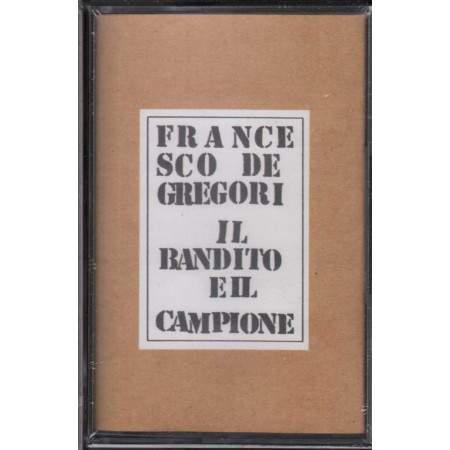 FRANCE
SCO DE
GREGORI
IL
BANDITO
E IL
CAMPIONE